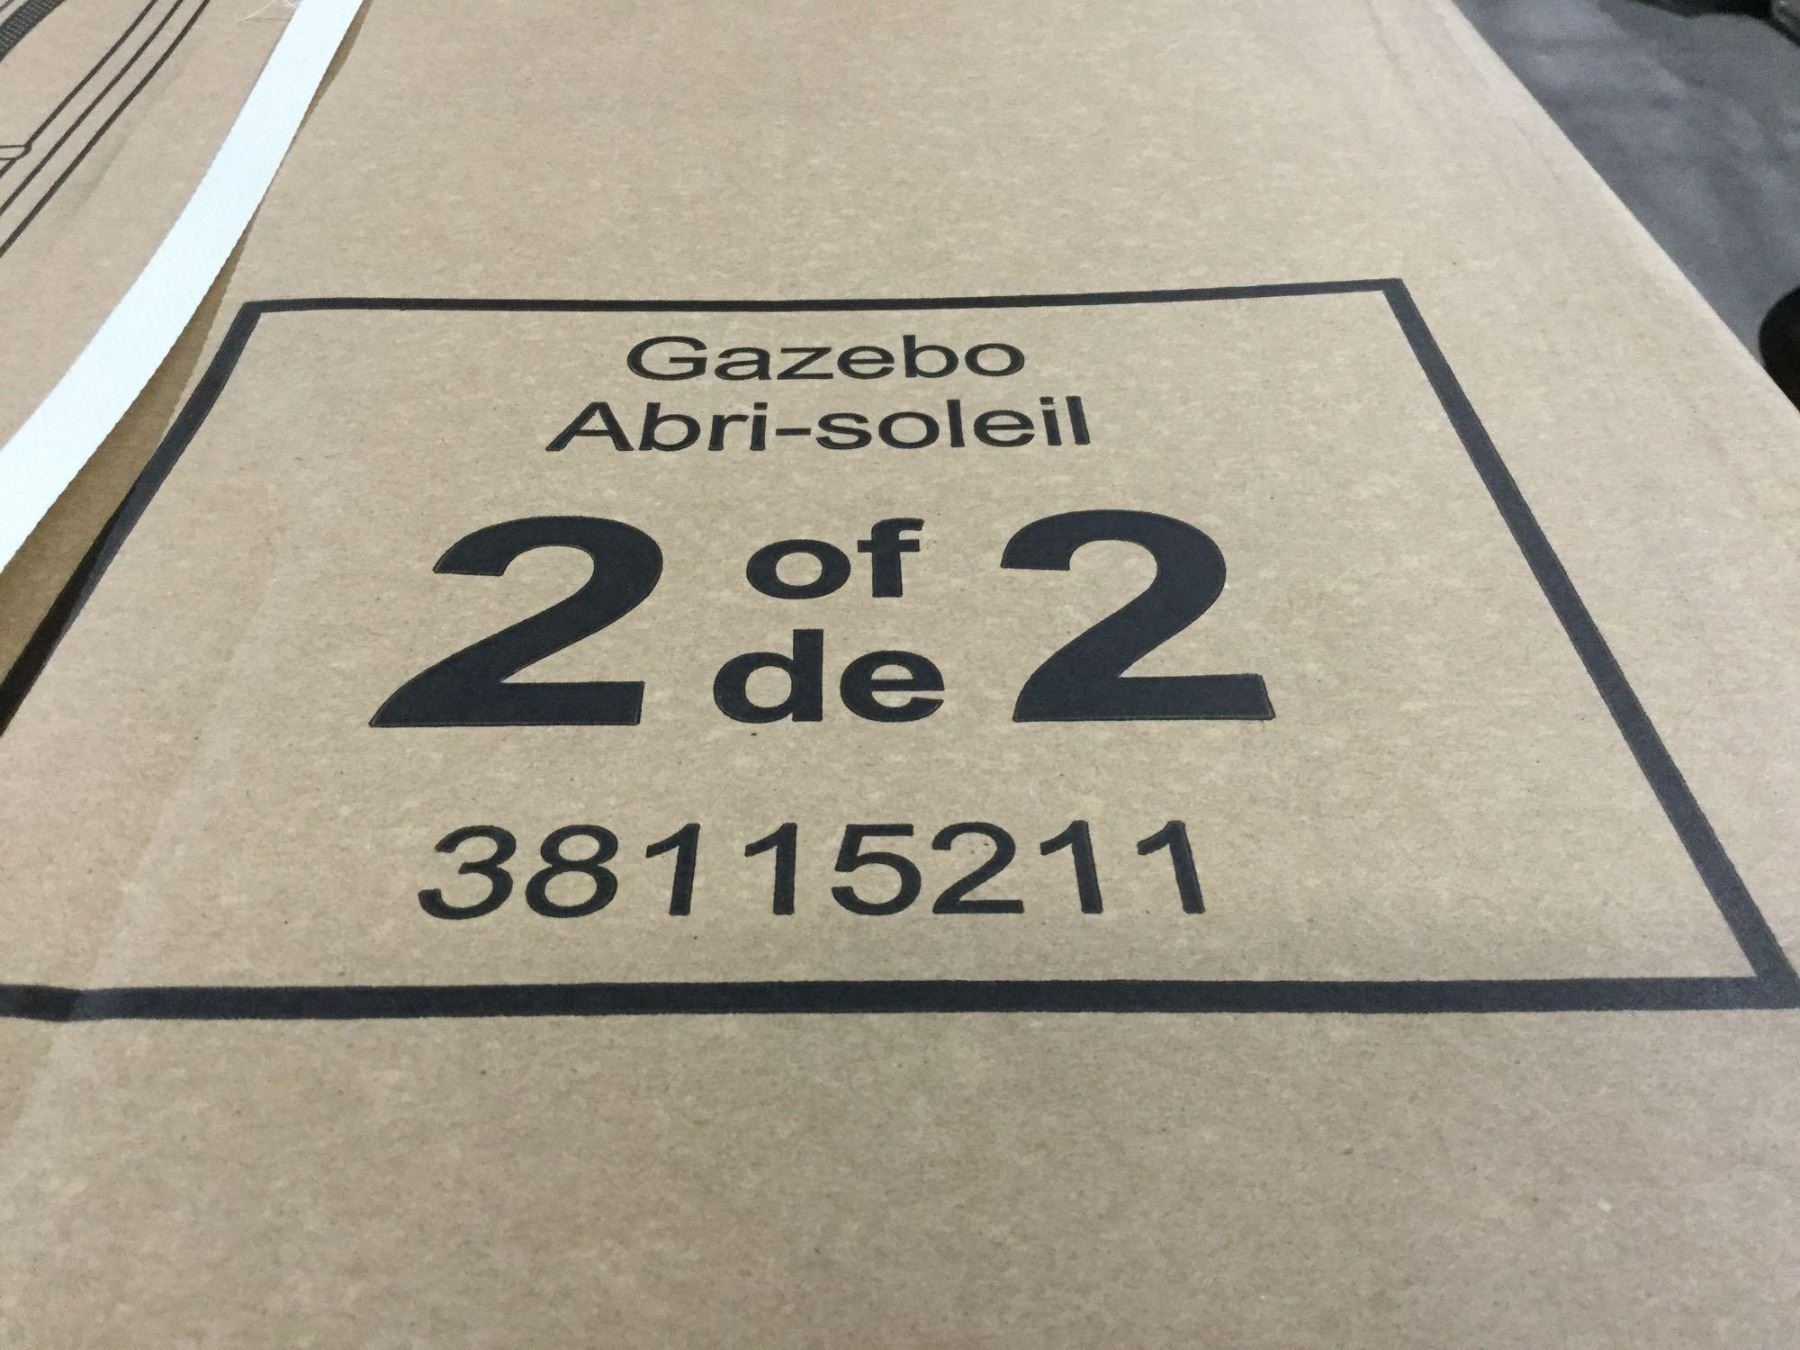 Gazebo
Abri-soleil
2 of de 2
38115211